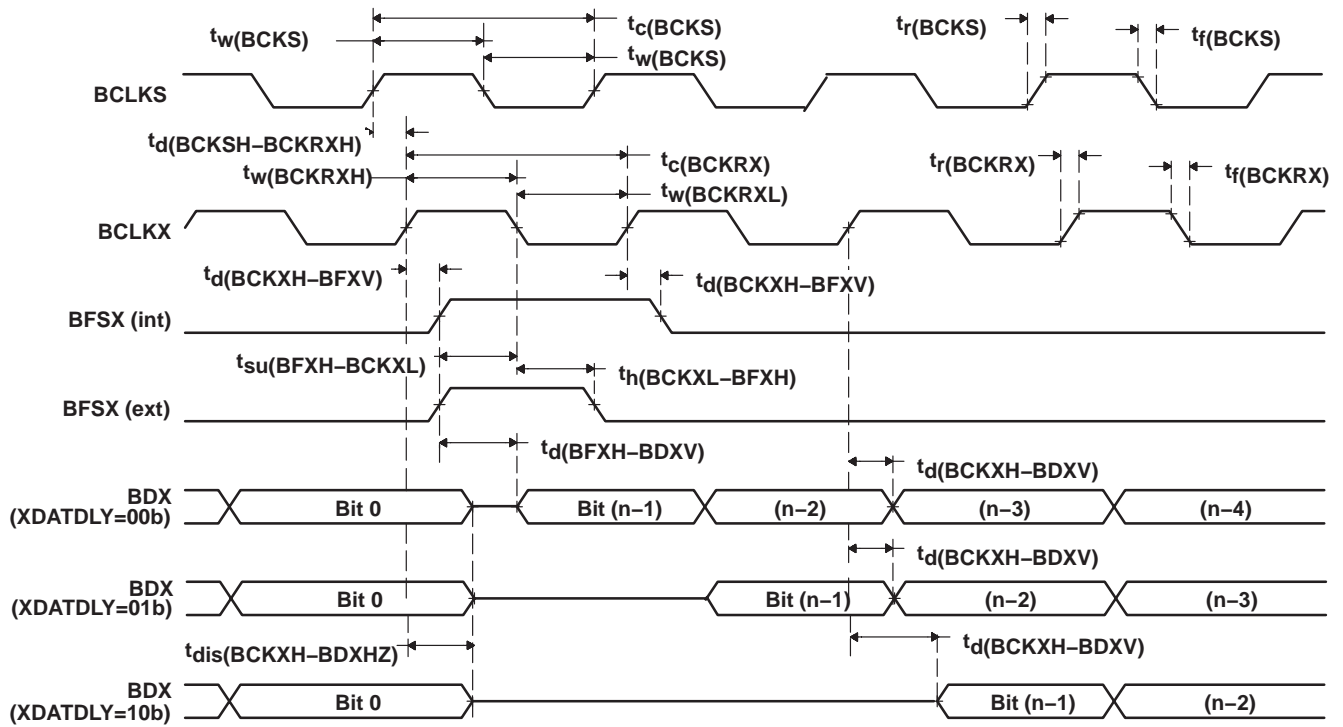 tc(BCKS)
tw(BCKS)
tr(BCKS)
tf(BCKS)
tw(BCKS)
BCLKS
td(BCKSH–BCKRXH)
tc(BCKRX)
tw(BCKRXH)
tr(BCKRX)
tf(BCKRX)
tw(BCKRXL)
BCLKX
td(BCKXH–BFXV)
td(BCKXH–BFXV)
BFSX (int)
tsu(BFXH–BCKXL)
th(BCKXL–BFXH)
BFSX (ext)
td(BFXH–BDXV)
td(BCKXH–BDXV)
BDX
(XDATDLY=00b)
Bit 0
Bit (n–1)
(n–2)
(n–3)
(n–4)
td(BCKXH–BDXV)
BDX
(XDATDLY=01b)
Bit 0
Bit (n–1)
(n–2)
(n–3)
tdis(BCKXH–BDXHZ)
td(BCKXH–BDXV)
BDX
(XDATDLY=10b)
Bit 0
Bit (n–1)
(n–2)